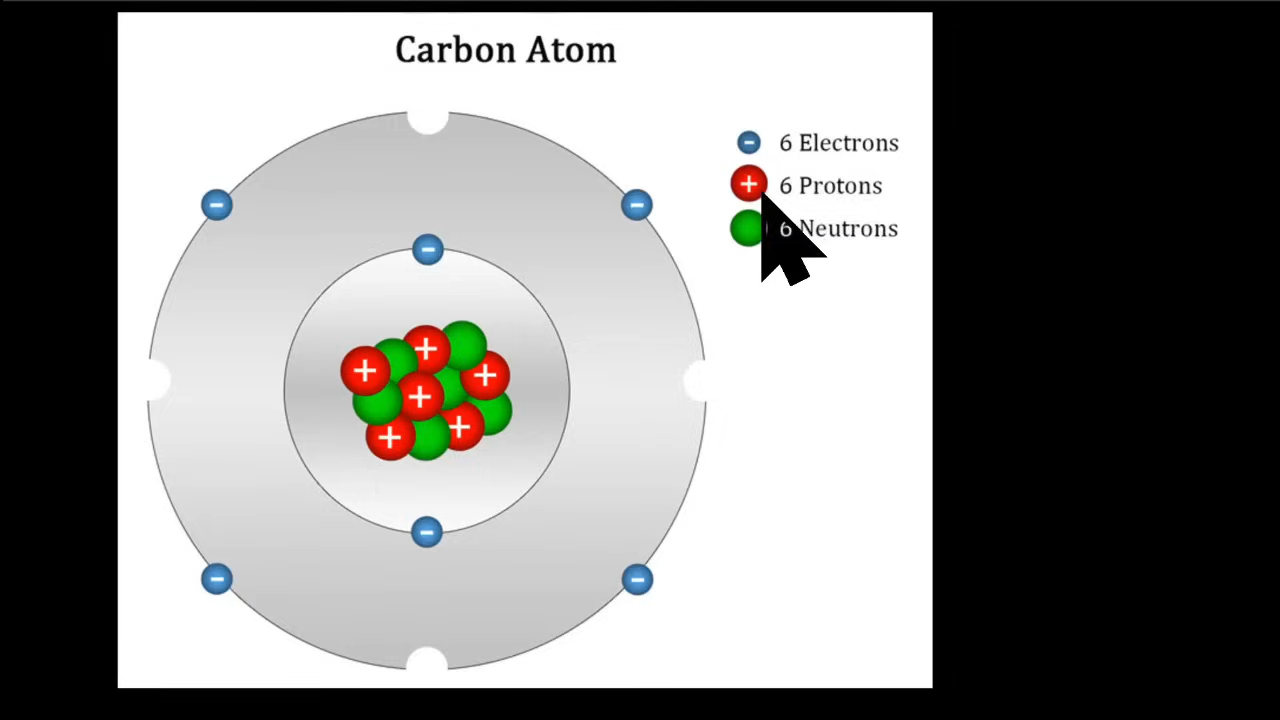 Carbon Atom
- 6 Electrons
+ 6 Protons
6 Neutrons
-
- -
+ +
+ +
+ +
-
- -